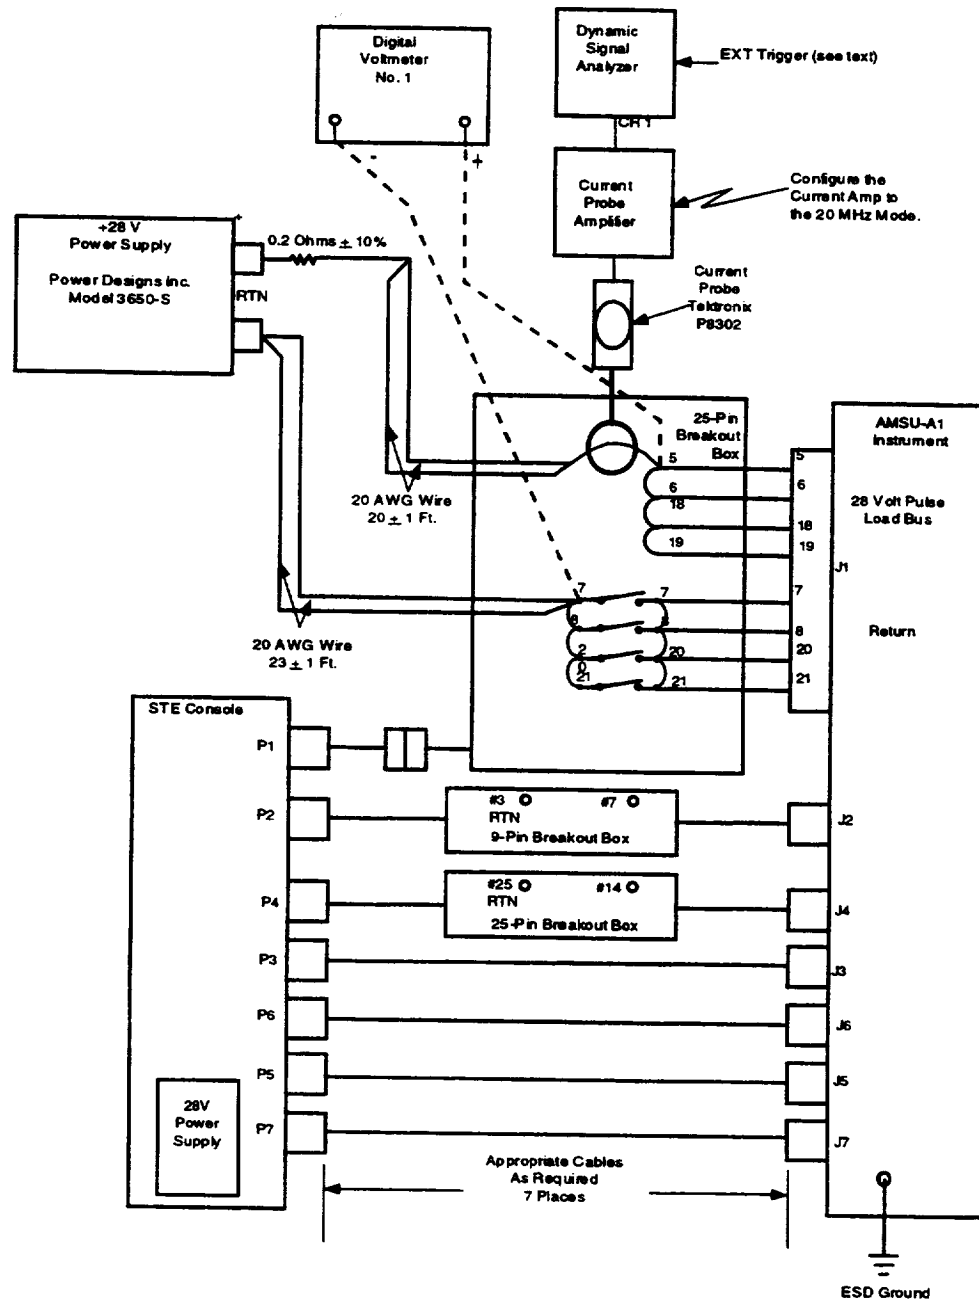 Digital
Voltmeter
No. 1
-
+
Dynamic
Signal
Analyzer
EXT Trigger (see text)
CR 1
Current
Probe
Amplifier
Configure the
Current Amp to
the 20 MHz Mode.
+28 V
Power Supply
Power Designs Inc.
Model 3650-S
+
RTN
0.2 Ohms ± 10%
Current
Probe
Tektronix
P8302
25-Pin
Breakout
Box
AMSU-A1
Instrument
28 Volt Pulse
Load Bus
J1
Return
5
6
18
19
5
6
18
19
20 AWG Wire
20 ± 1 Ft.
7
8
2
0
21
7
8
20
21
7
8
20
21
20 AWG Wire
23 ± 1 Ft.
STE Console
P1
P2
#3
RTN
#7
9-Pin Breakout Box
J2
P4
#25
RTN
#14
25-Pin Breakout Box
J4
P3
J3
P6
J6
P5
J5
28V
Power
Supply
P7
J7
Appropriate Cables
As Required
7 Places
ESD Ground